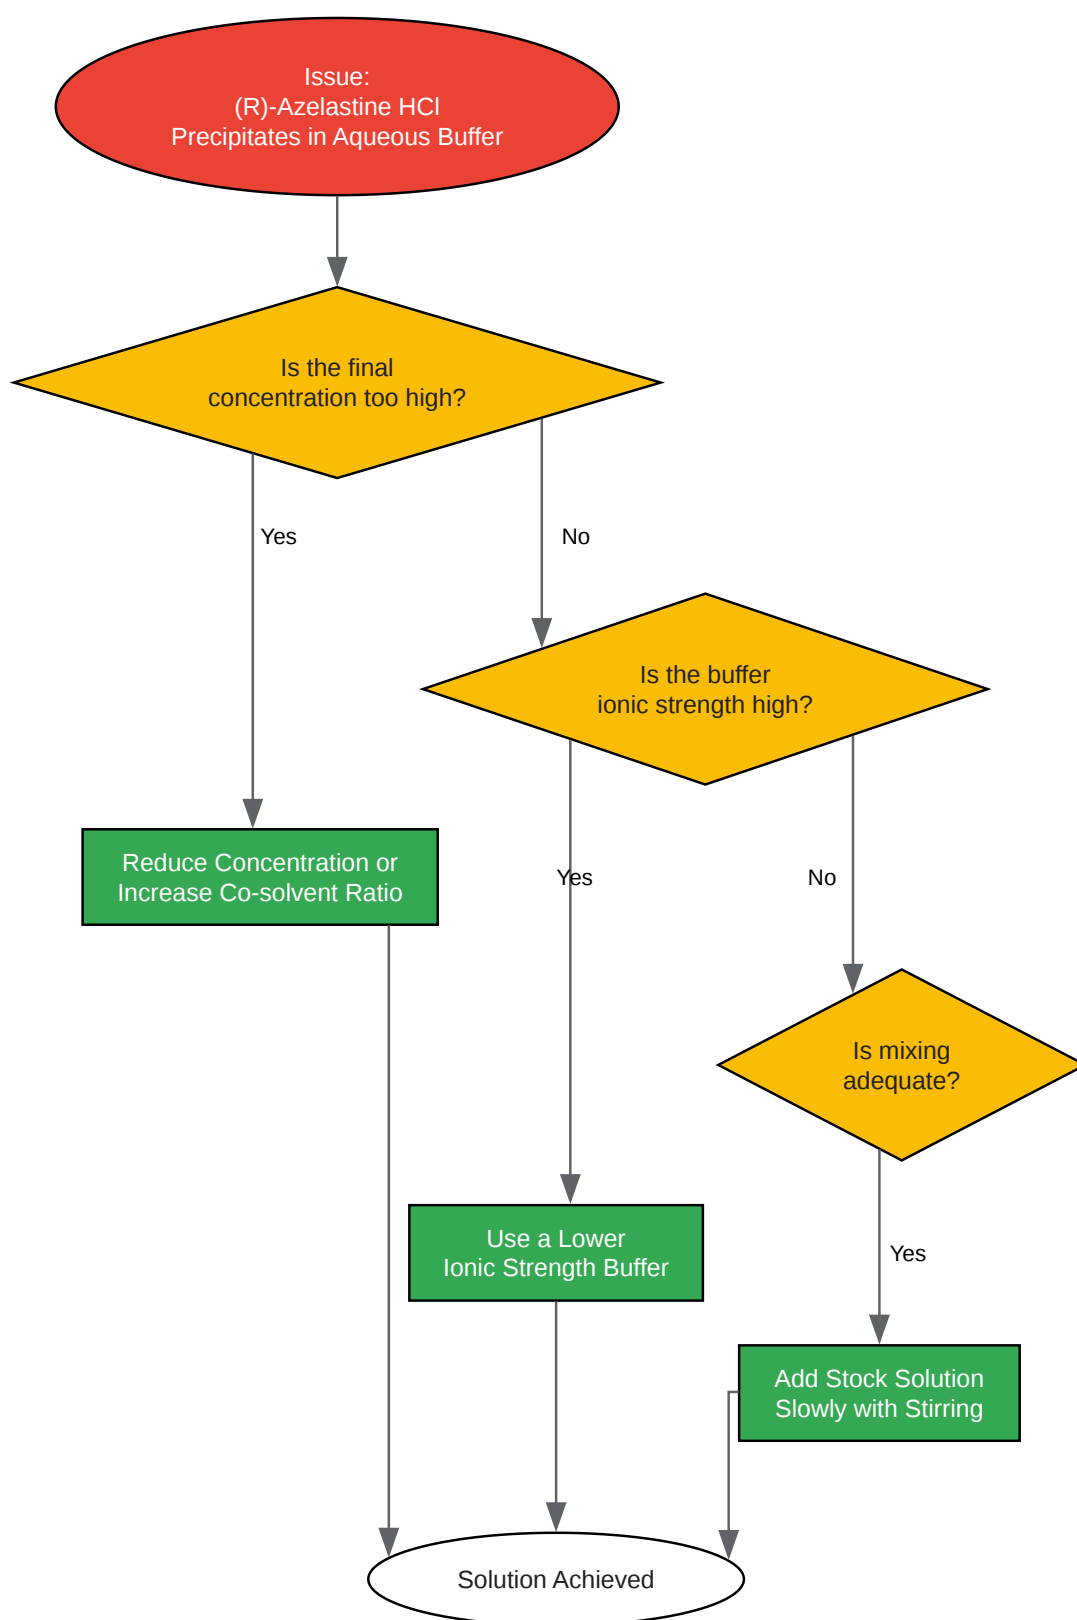 Issue:
(R)-Azelastine HCl
Precipitates in Aqueous Buffer
Is the final
concentration too high?
Yes
No
Is the buffer
ionic strength high?
Reduce Concentration or
Increase Co-solvent Ratio
Yes
No
Is mixing
adequate?
Use a Lower
Ionic Strength Buffer
Yes
Add Stock Solution
Slowly with Stirring
Solution Achieved